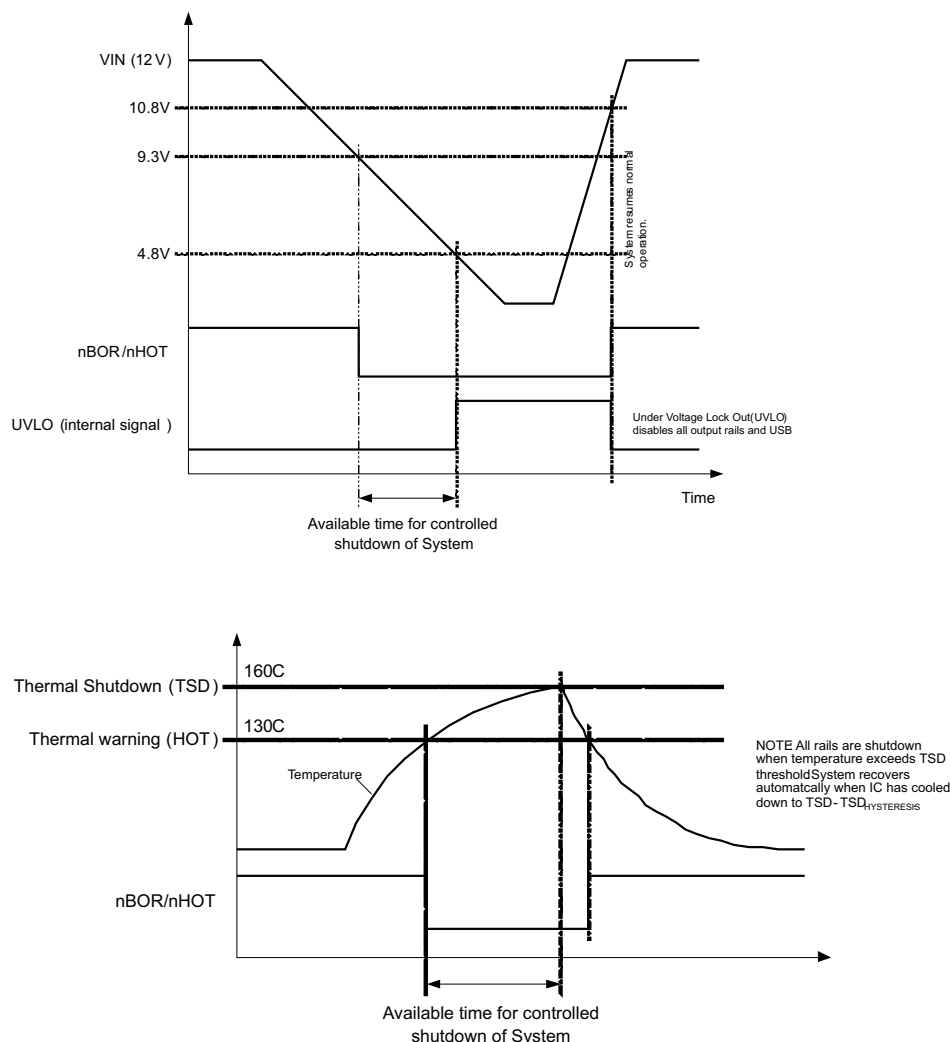 VIN (12 V)
10.8V
9.3V
4.8V
System resumes normal
operation.
nBOR/nHOT
UVLO (internal signal )
Under Voltage Lock Out(UVLO)
disables all output rails and USB
Time
Available time for controlled
shutdown of System
160C
Thermal Shutdown (TSD )
130C
Thermal warning (HOT)
Temperature
NOTE All rails are shutdown
when temperature exceeds TSD
thresholdSystem recovers
automatcally when IC has cooled
down to TSD - TSDHYSTERESIS
nBOR/nHOT
Available time for controlled
shutdown of System